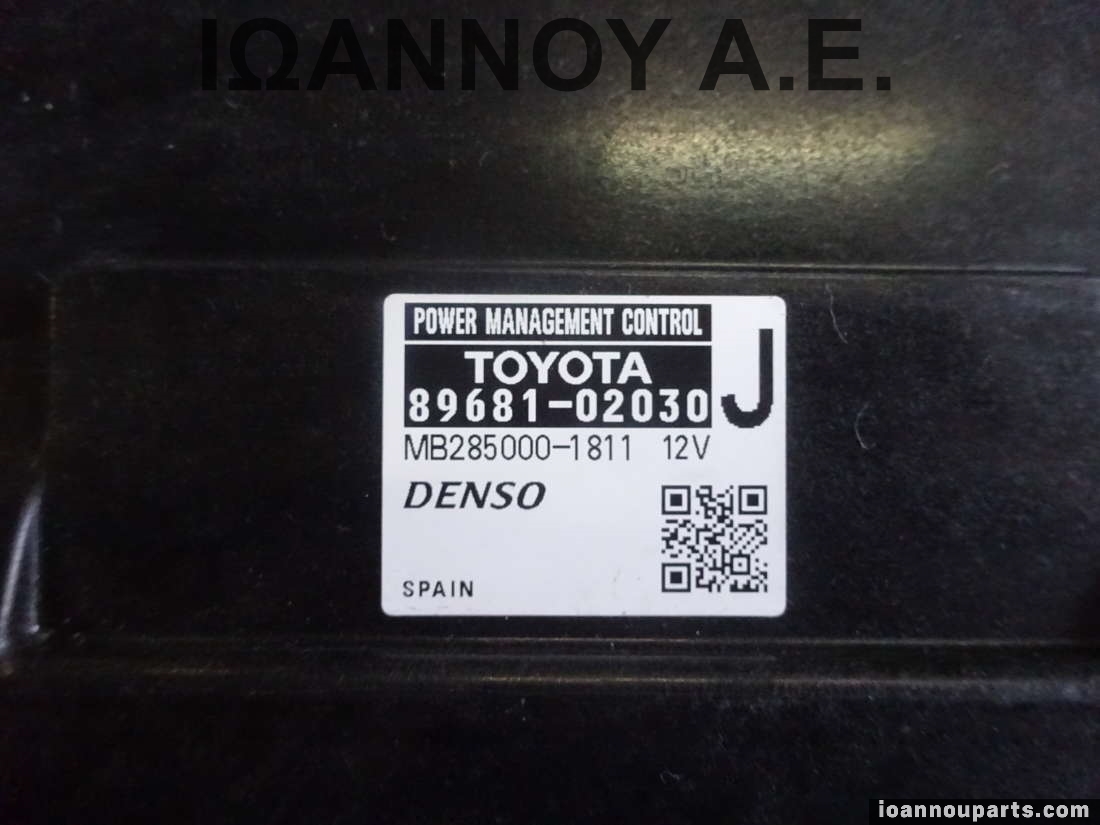 ΙΩΑΝΝΟΥ Α.Ε.
POWER MANAGEMENT CONTROL
TOYOTA
89681-02030
J
MB285000-1811 12V
DENSO
SPAIN
ioannouparts.com